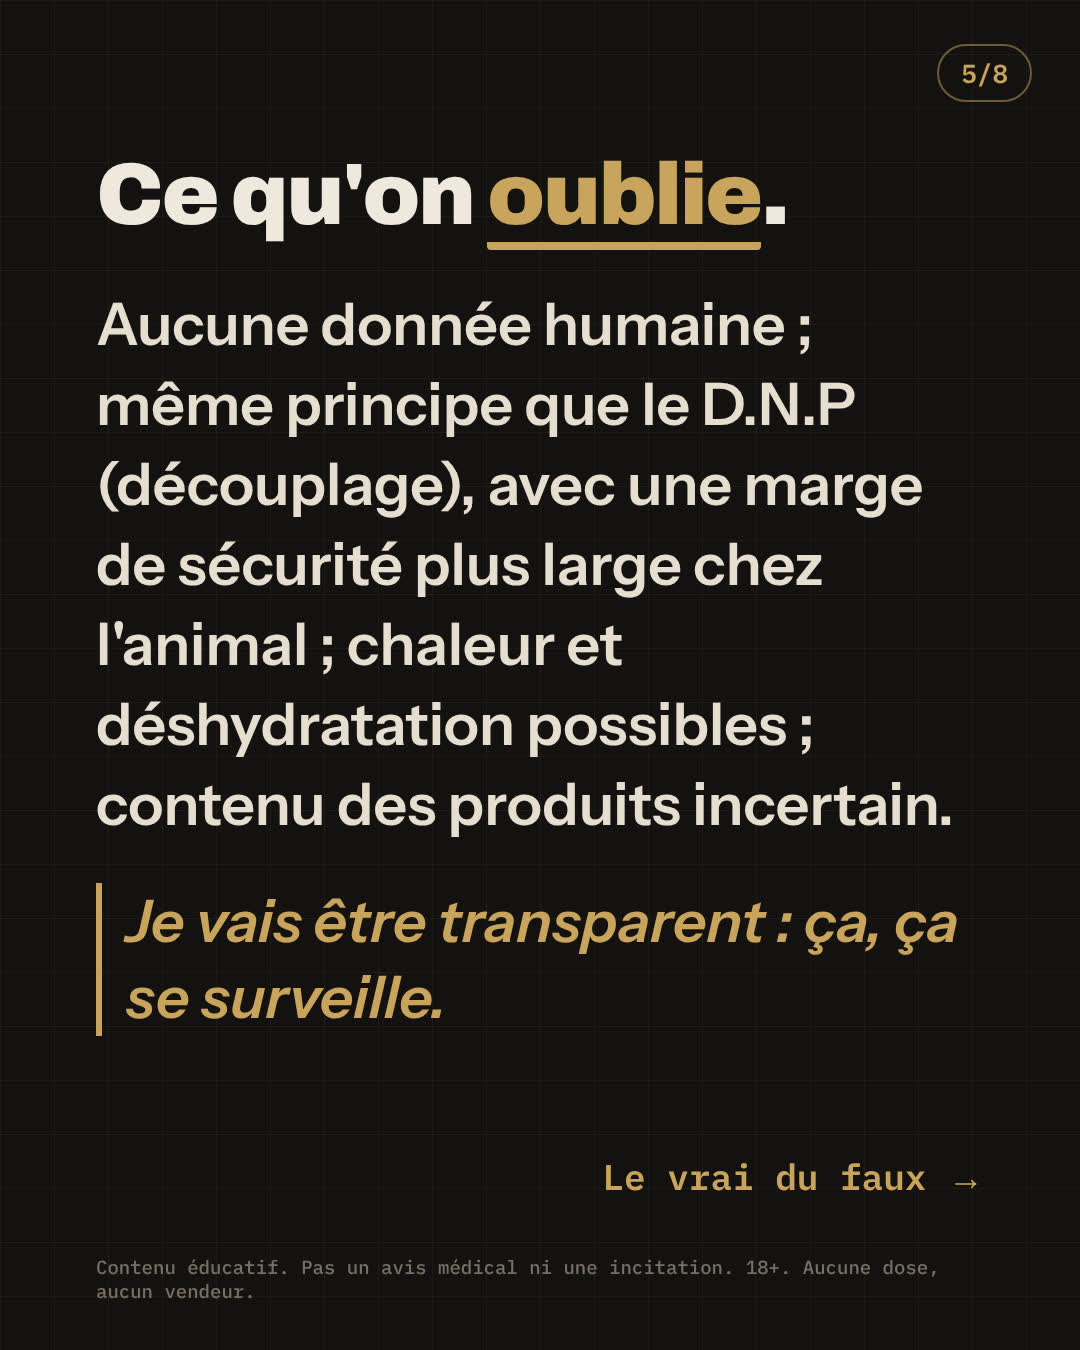 5/8
Ce qu'on oublie.
Aucune donnée humaine ;
même principe que le D.N.P
(découplage), avec une marge
de sécurité plus large chez
l'animal ; chaleur et
déshydratation possibles ;
contenu des produits incertain.
Je vais être transparent : ça, ça
se surveille.
Le vrai du faux →
Contenu éducatif. Pas un avis médical ni une incitation. 18+. Aucune dose,
aucun vendeur.